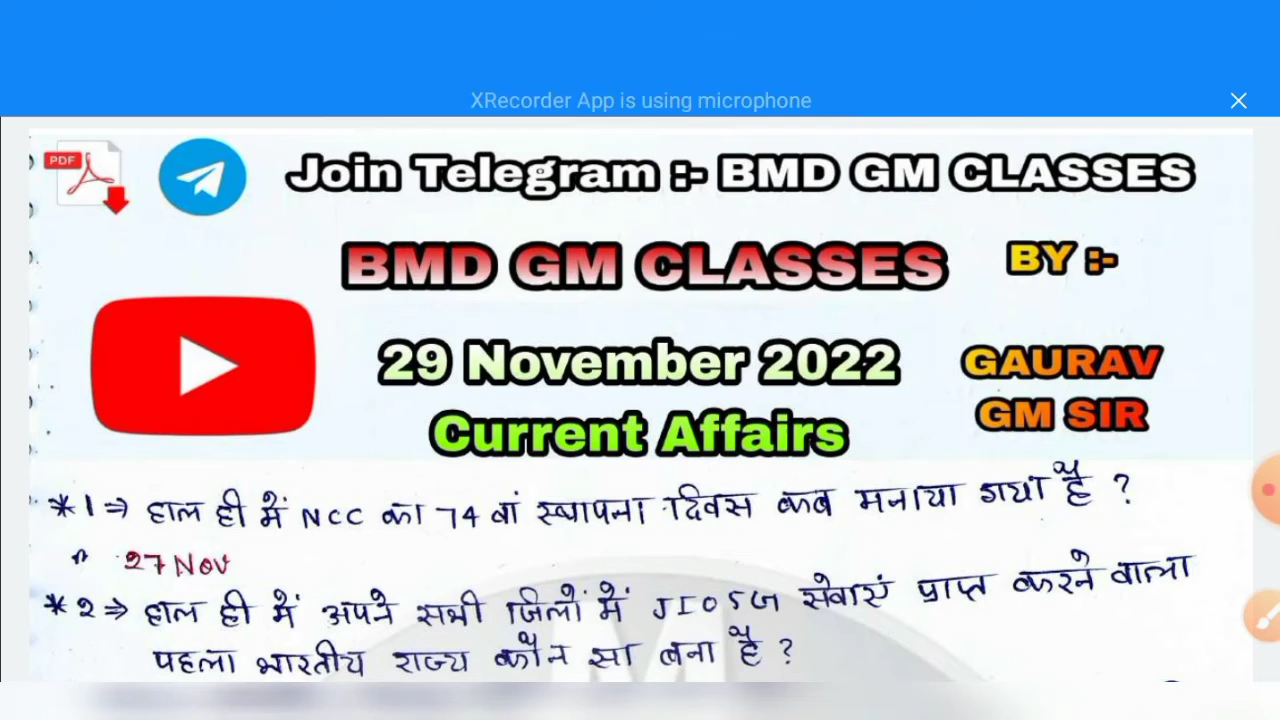 XRecorder App is using microphone
PDF
Join Telegram :- BMD GM CLASSES
BMD GM CLASSES BY :-
29 November 2022 GAURAV
Current Affairs GM SIR
*1⇒ हाल ही में NCC का 74 वां स्थापना दिवस कब मनाया गया है ?
27 Nov
*2⇒ हाल ही में अपने सभी जिलों में JIO5G सेवाएं प्राप्त करने वाला
पहला भारतीय राज्य कौन सा बना है ?